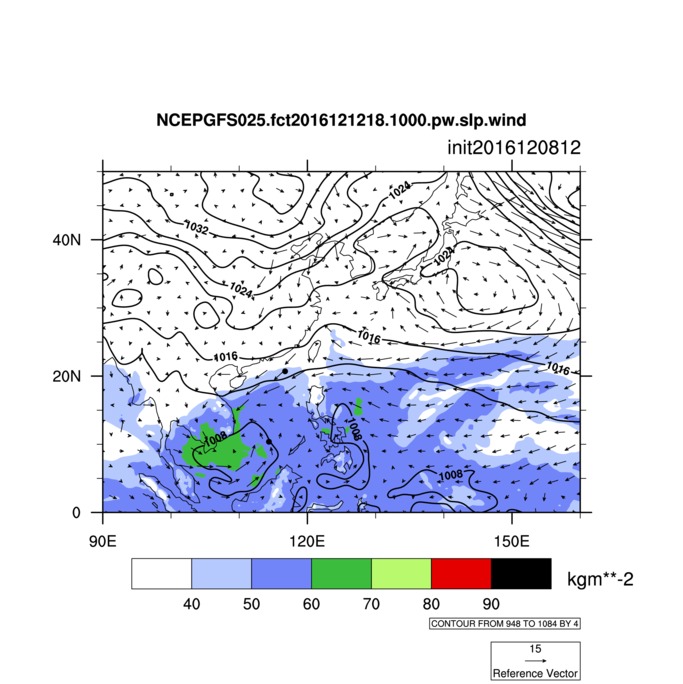 NCEPGFS025.fct2016121218.1000.pw.slp.wind
init2016120812
1024
1032
40N
1024
1024
1016
1016
1016
20N
1008
1008
1008
0
90E 120E 150E
kgm**-2
40 50 60 70 80 90
CONTOUR FROM 948 TO 1084 BY 4
15
Reference Vector